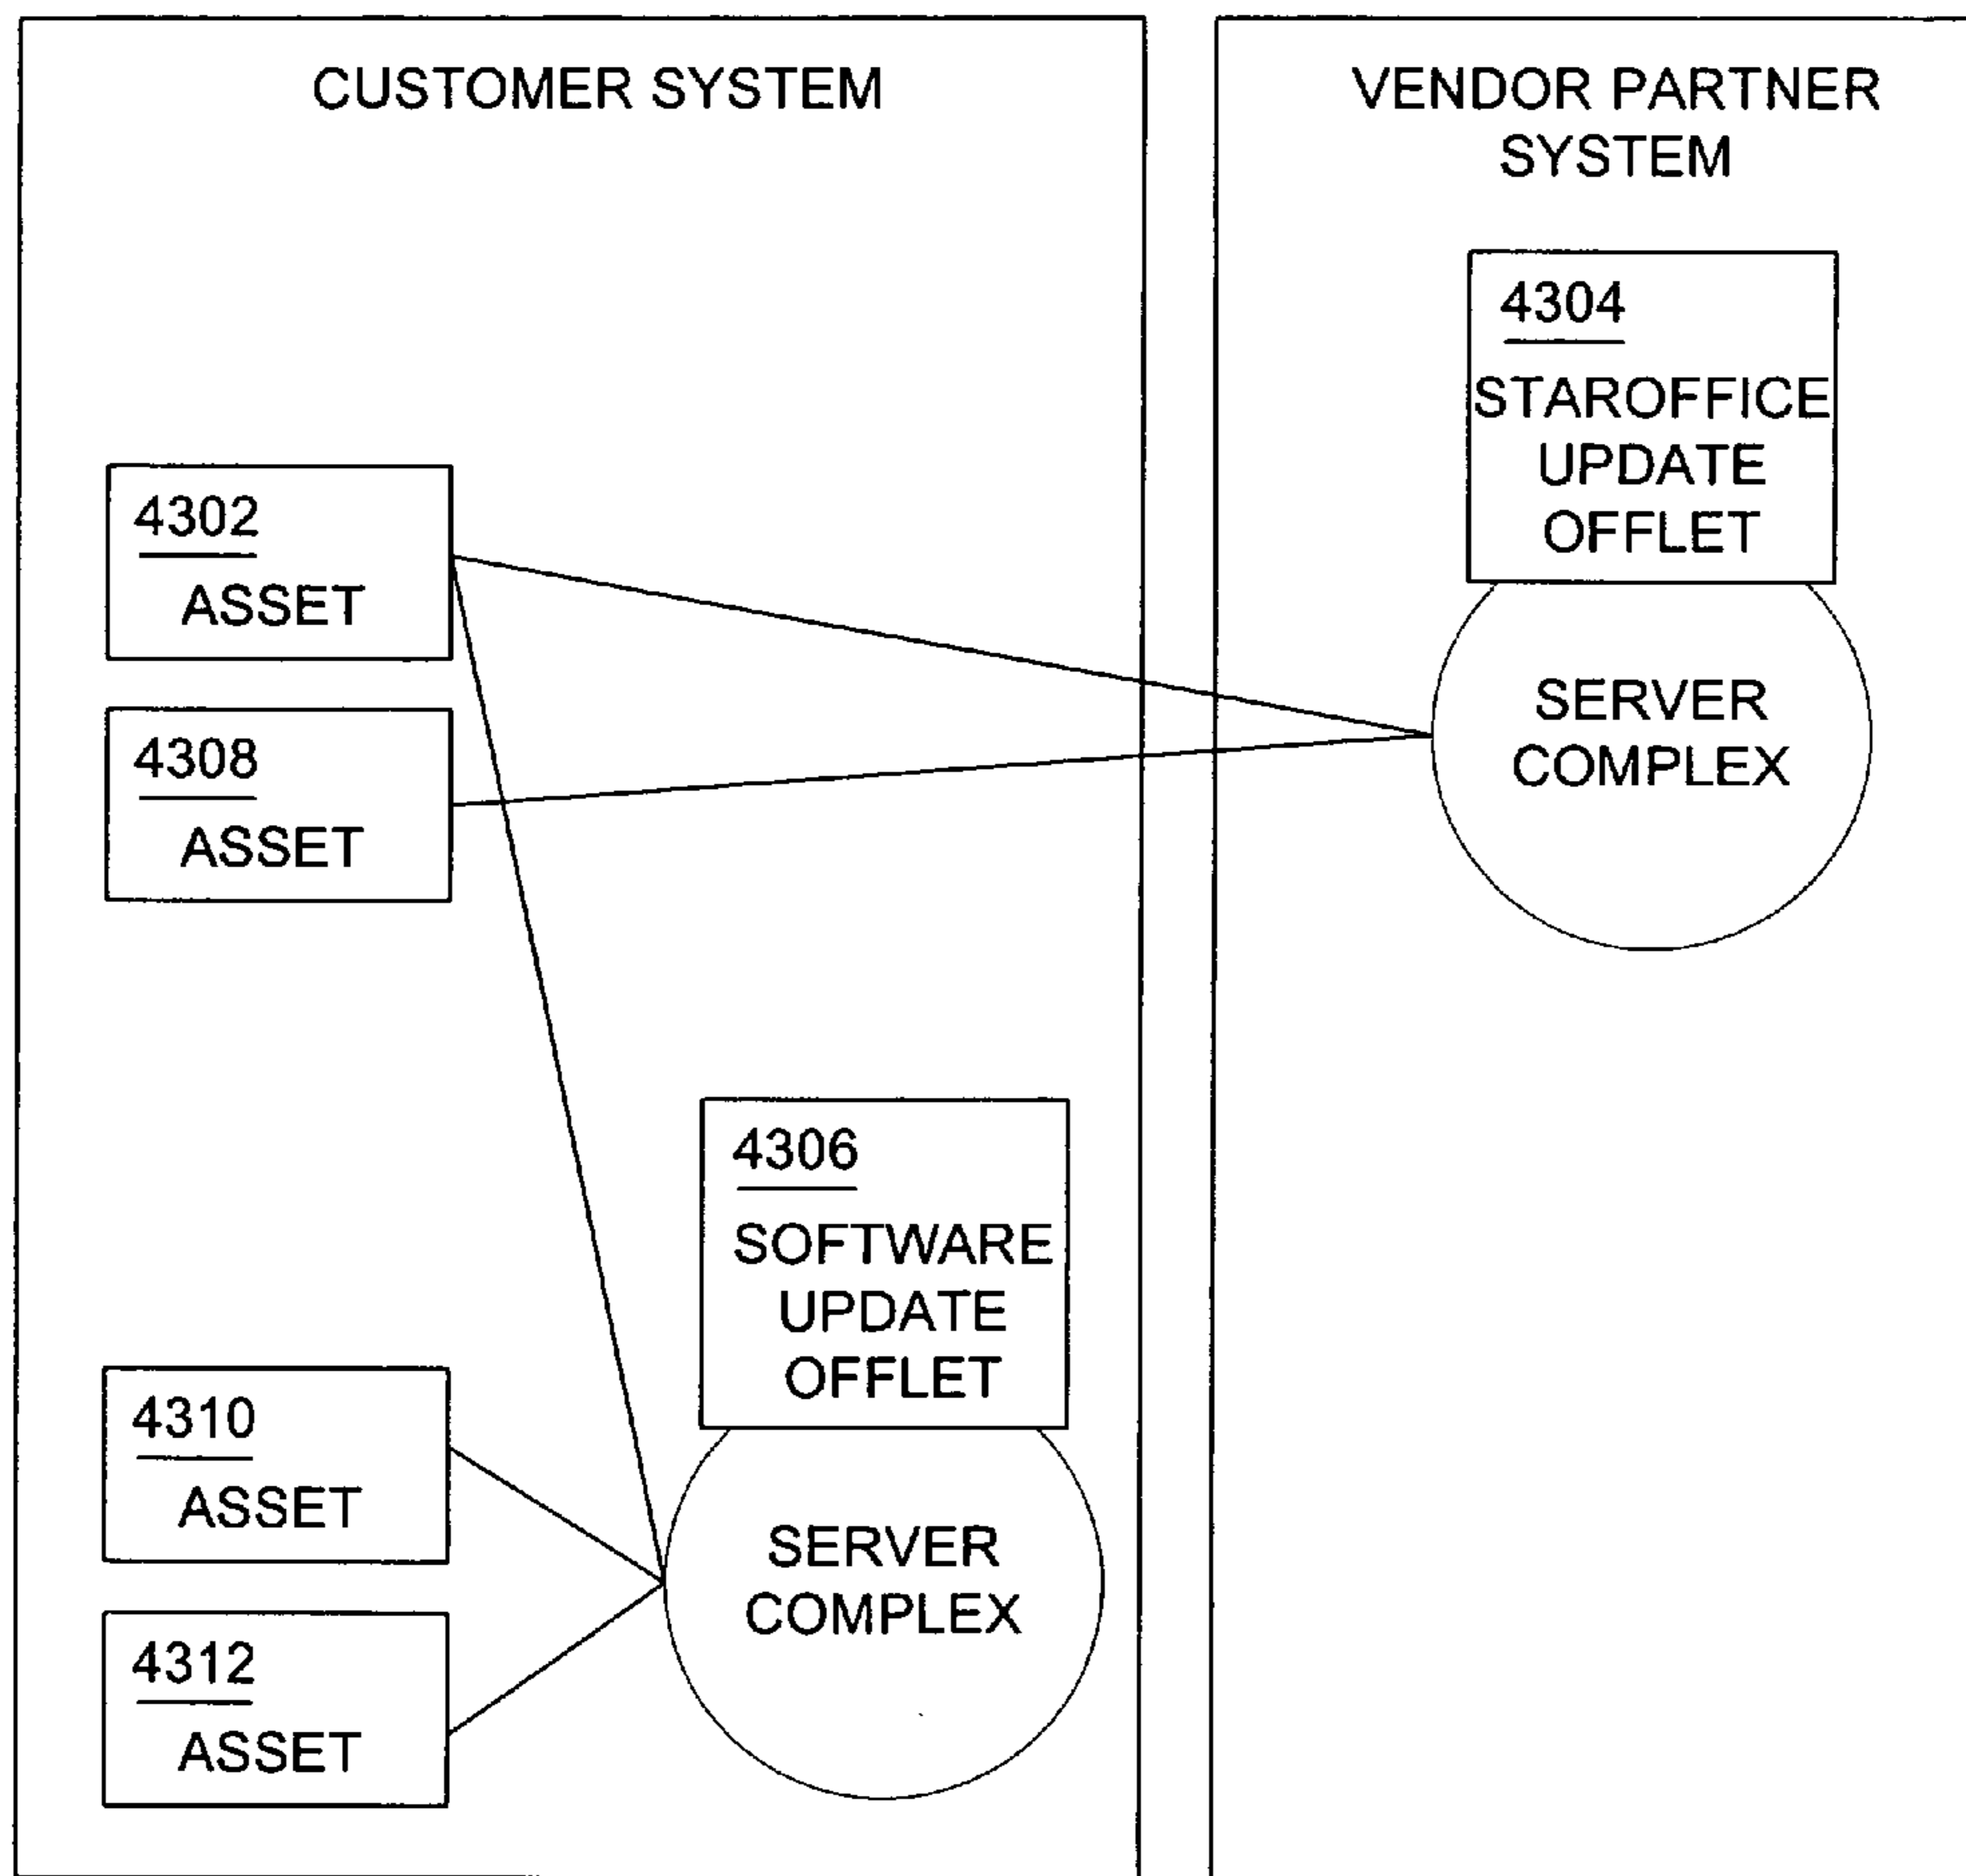 CUSTOMER SYSTEM
4302
ASSET
4308
ASSET
4306
SOFTWARE
UPDATE
OFFLET
4310
ASSET
4312
ASSET
SERVER
COMPLEX
VENDOR PARTNER
SYSTEM
4304
STAROFFICE
UPDATE
OFFLET
SERVER
COMPLEX